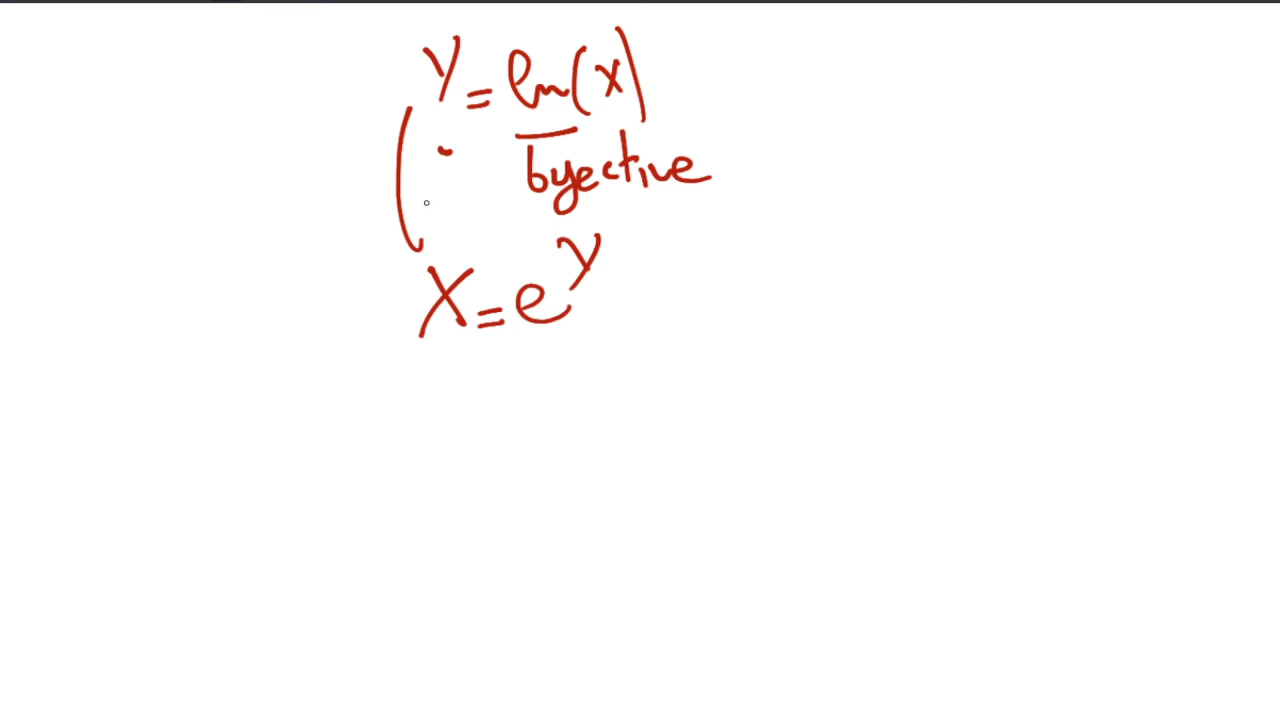 y = ln(x)
byective
x = e^y